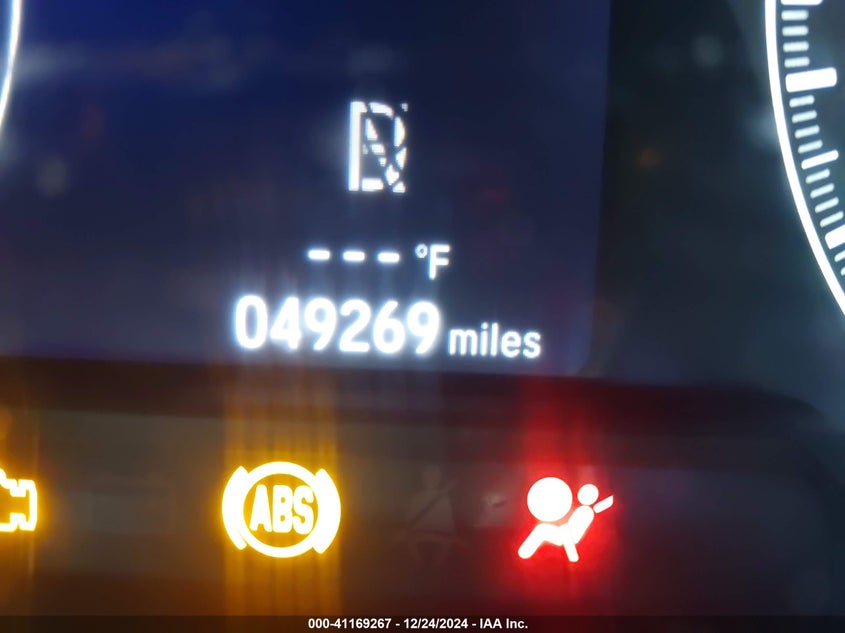 --- °F
049269 miles
ABS
000-41169267 - 12/24/2024 - IAA Inc.